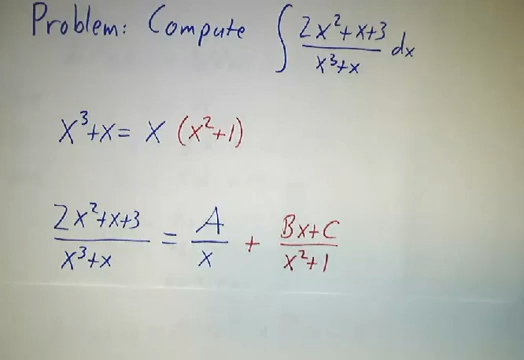 Problem: Compute ∫ (2x²+x+3)/(x³+x) dx
x³+x = x (x²+1)
(2x²+x+3)/(x³+x) = A/x + (Bx+C)/(x²+1)